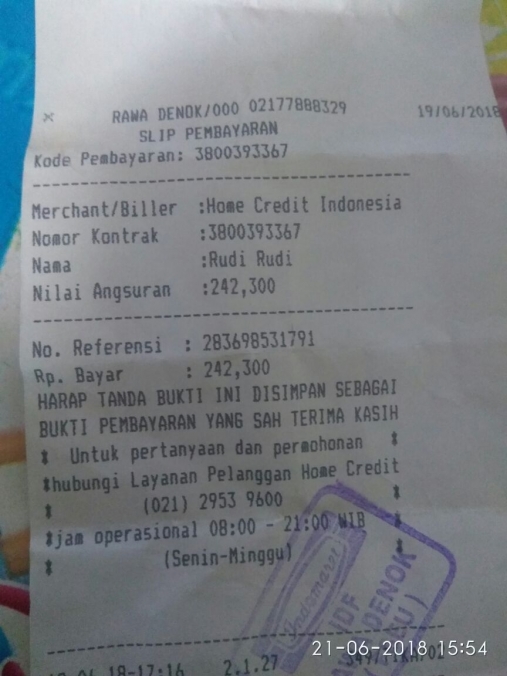 RAWA DENOK/000 02177888329 19/06/2018
SLIP PEMBAYARAN
Kode Pembayaran: 3800393367
Merchant/Biller :Home Credit Indonesia
Nomor Kontrak :3800393367
Nama :Rudi Rudi
Nilai Angsuran :242,300
No. Referensi : 283698531791
Rp. Bayar : 242,300
HARAP TANDA BUKTI INI DISIMPAN SEBAGAI
BUKTI PEMBAYARAN YANG SAH TERIMA KASIH
* Untuk pertanyaan dan permohonan *
*hubungi Layanan Pelanggan Home Credit
* (021) 2953 9600 *
*jam operasional 08:00 - 21:00 WIB *
* (Senin-Minggu) *
Indomaret
IDF
DENOK
18-17:16 2.1.27
21-06-2018 15:54